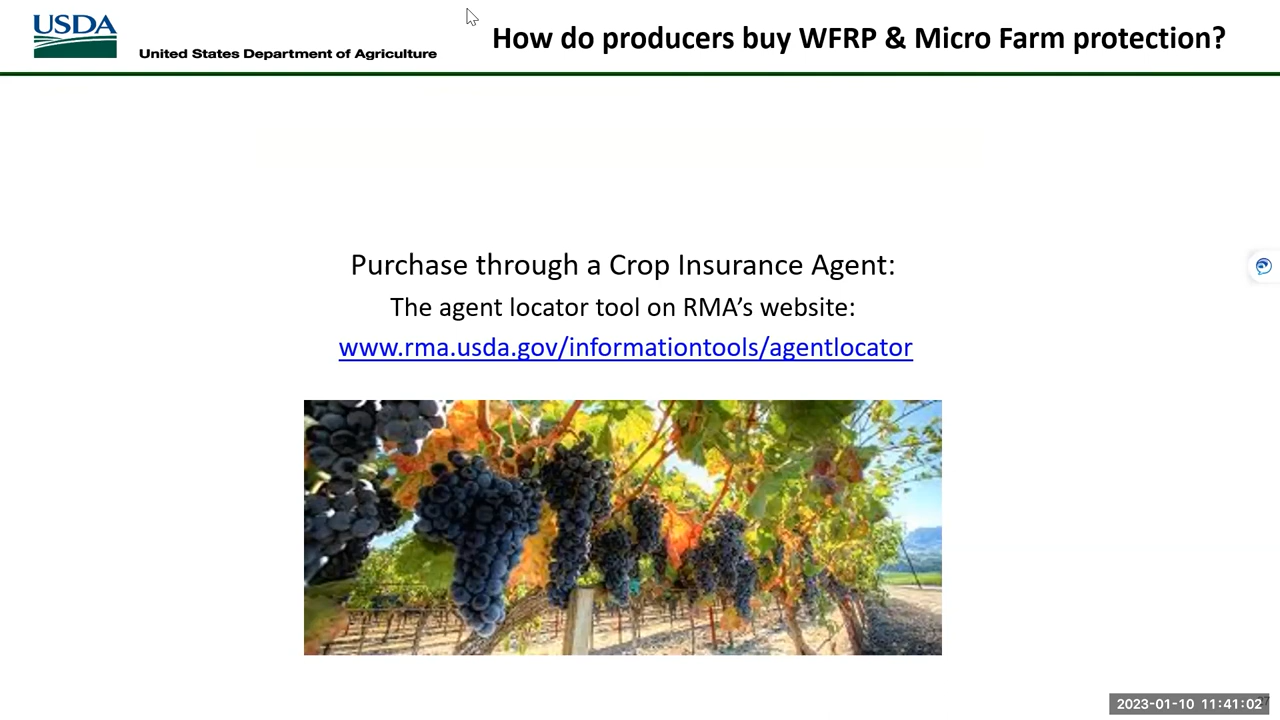 USDA
United States Department of Agriculture
How do producers buy WFRP & Micro Farm protection?
Purchase through a Crop Insurance Agent:
The agent locator tool on RMA’s website:
www.rma.usda.gov/informationtools/agentlocator
2023-01-10 11:41:02